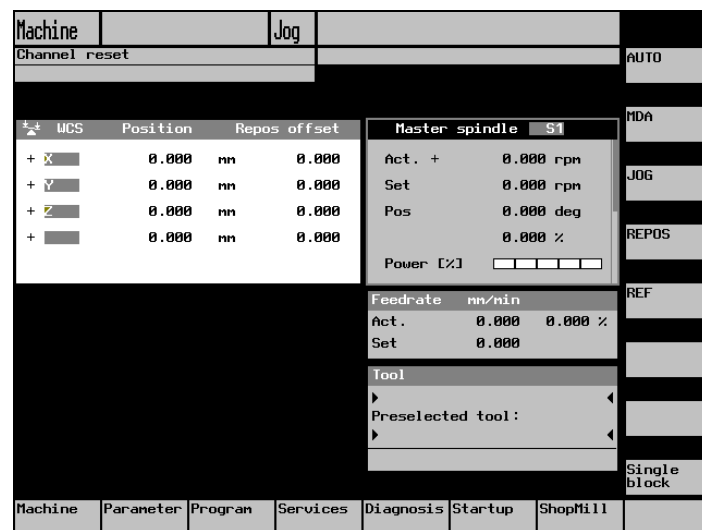 Machine Jog
Channel reset
AUTO
MDA
WCS Position Repos offset
Master spindle S1
+ X 0.000 mm 0.000
Act. + 0.000 rpm
+ Y 0.000 mm 0.000
Set 0.000 rpm
JOG
+ Z 0.000 mm 0.000
Pos 0.000 deg
+ 0.000 mm 0.000
0.000 %
REPOS
Power [%]
REF
Feedrate mm/min
Act. 0.000 0.000 %
Set 0.000
Tool
Preselected tool:
Single
block
Machine Parameter Program Services Diagnosis Startup ShopMill